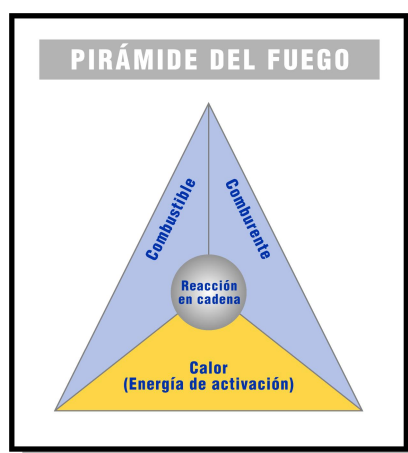 PIRÁMIDE DEL FUEGO
Combustible
Comburente
Reacción
en cadena
Calor
(Energía de activación)